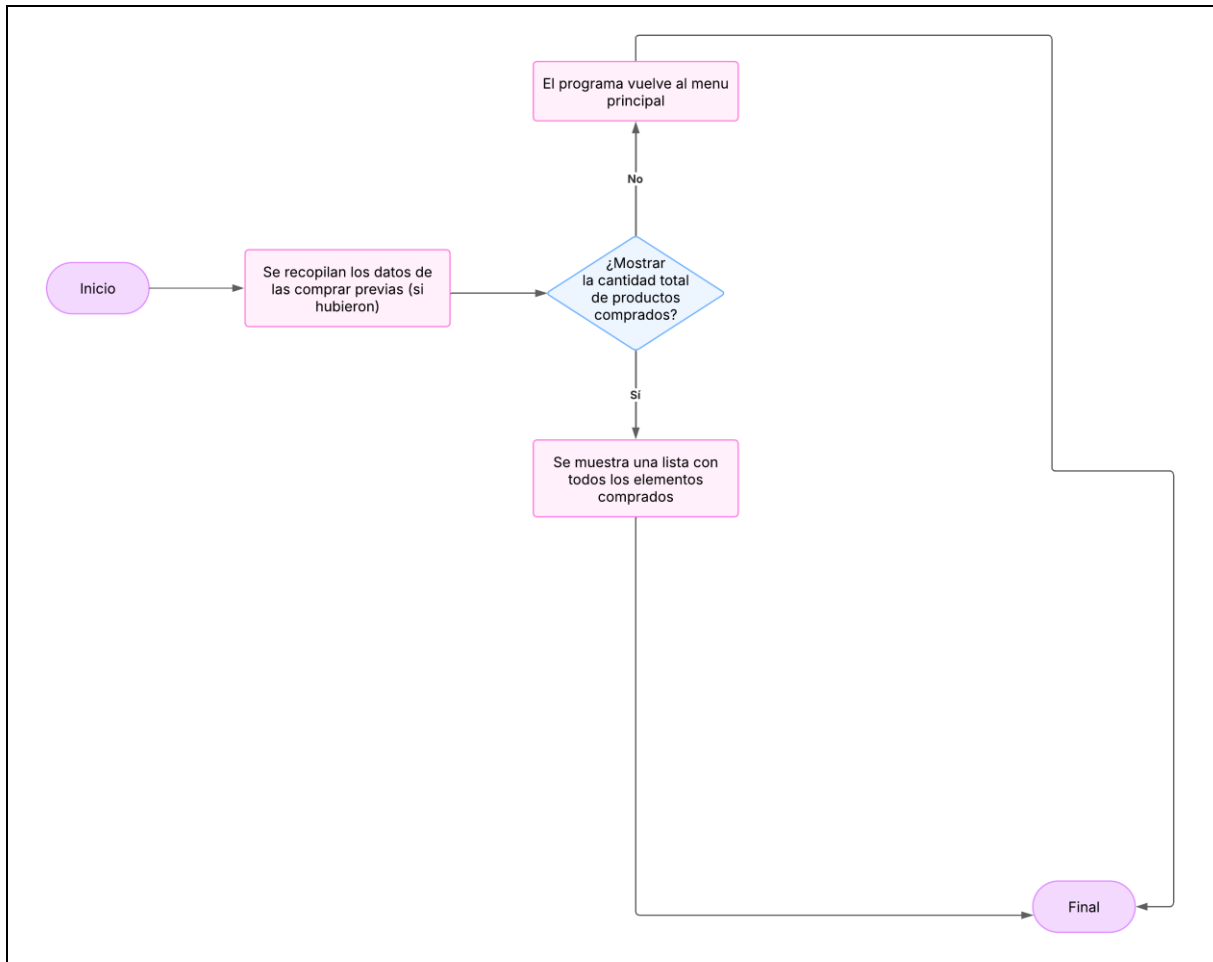 El programa vuelve al menu
principal
No
Inicio
Se recopilan los datos de
las comprar previas (si
hubieron)
¿Mostrar
la cantidad total
de productos
comprados?
Sí
Se muestra una lista con
todos los elementos
comprados
Final